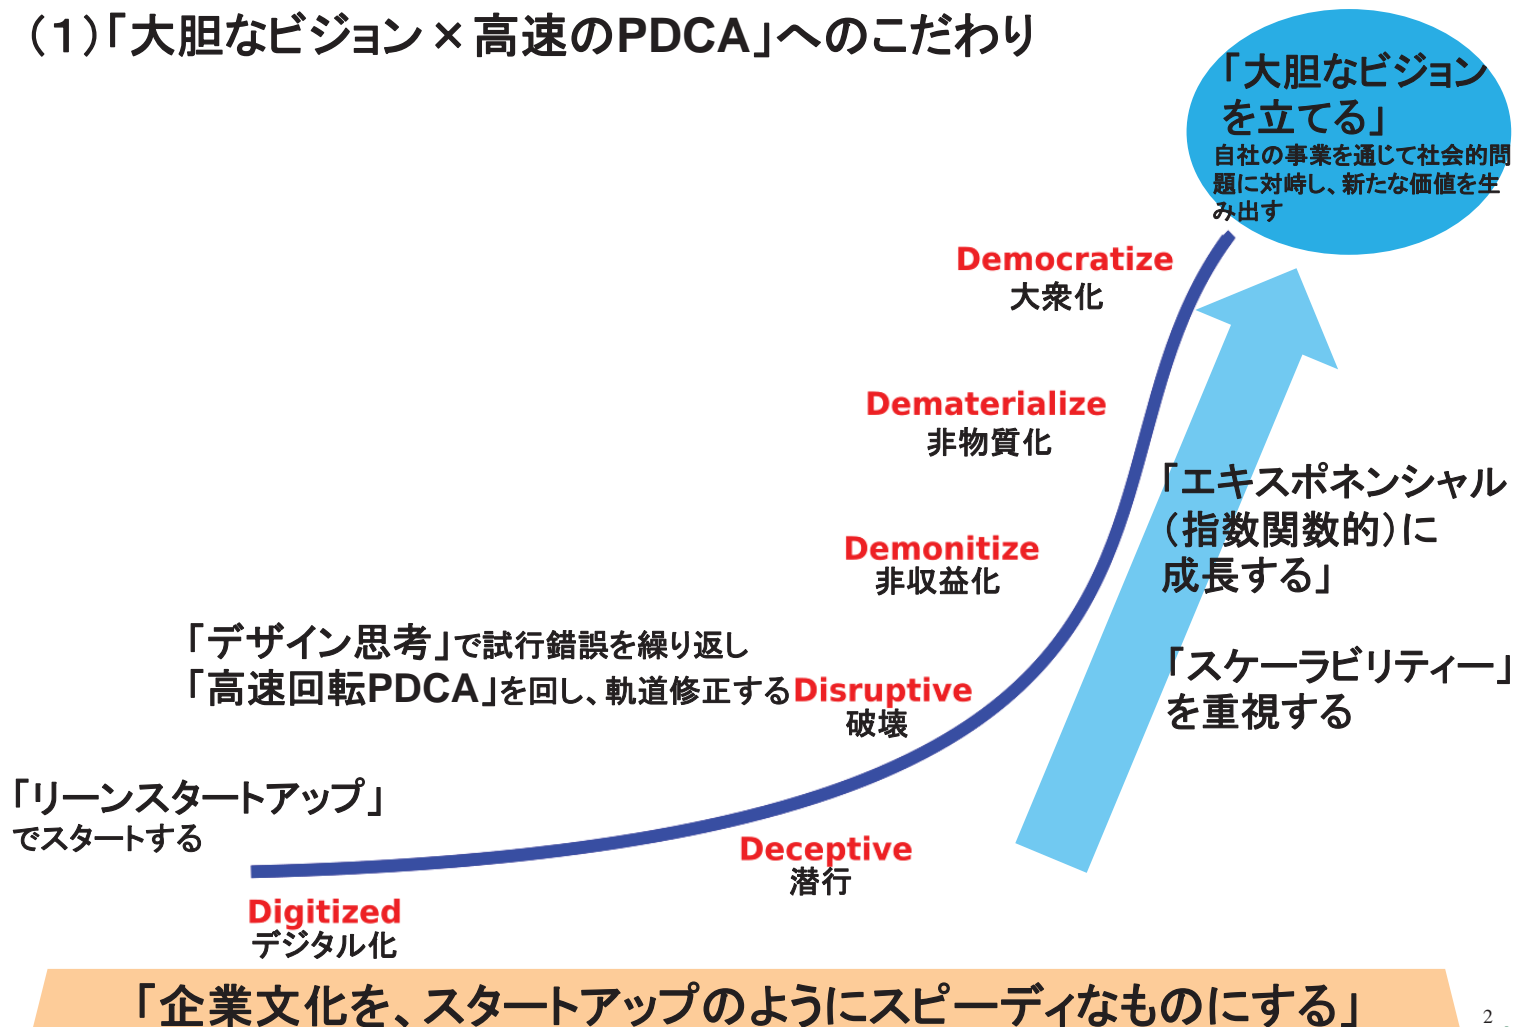 (１)「大胆なビジョン×高速のPDCA」へのこだわり
「大胆なビジョン
を立てる」
自社の事業を通じて社会的問
題に対峙し、新たな価値を生
み出す
Democratize
大衆化
Dematerialize
非物質化
「エキスポネンシャル
(指数関数的)に
成長する」
Demonitize
非収益化
「デザイン思考」で試行錯誤を繰り返し
「高速回転PDCA」を回し、軌道修正する
Disruptive
破壊
「スケーラビリティー」
を重視する
「リーンスタートアップ」
でスタートする
Deceptive
潜行
Digitized
デジタル化
「企業文化を、スタートアップのようにスピーディなものにする」
2